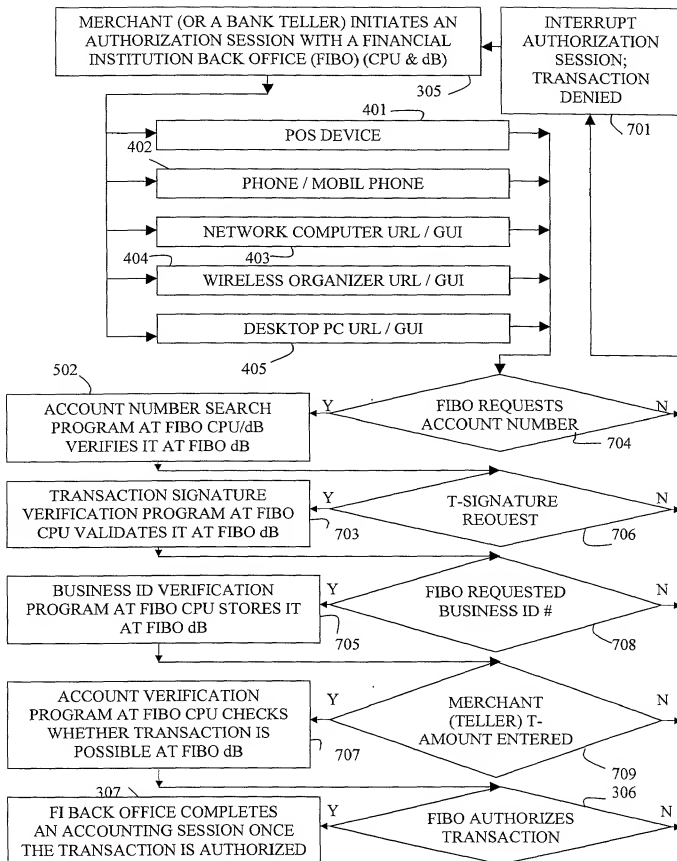 MERCHANT (OR A BANK TELLER) INITIATES AN
AUTHORIZATION SESSION WITH A FINANCIAL
INSTITUTION BACK OFFICE (FIBO) (CPU & dB)
305
INTERRUPT
AUTHORIZATION
SESSION;
TRANSACTION
DENIED
701
401
POS DEVICE
402
PHONE / MOBIL PHONE
NETWORK COMPUTER URL / GUI
403
404
WIRELESS ORGANIZER URL / GUI
DESKTOP PC URL / GUI
405
502
ACCOUNT NUMBER SEARCH
PROGRAM AT FIBO CPU/dB
VERIFIES IT AT FIBO dB
Y
FIBO REQUESTS
ACCOUNT NUMBER
N
704
TRANSACTION SIGNATURE
VERIFICATION PROGRAM AT FIBO
CPU VALIDATES IT AT FIBO dB
703
Y
T-SIGNATURE
REQUEST
N
706
BUSINESS ID VERIFICATION
PROGRAM AT FIBO CPU STORES IT
AT FIBO dB
705
Y
FIBO REQUESTED
BUSINESS ID #
N
708
ACCOUNT VERIFICATION
PROGRAM AT FIBO CPU CHECKS
WHETHER TRANSACTION IS
POSSIBLE AT FIBO dB
707
Y
MERCHANT
(TELLER) T-
AMOUNT ENTERED
N
709
307
FI BACK OFFICE COMPLETES
AN ACCOUNTING SESSION ONCE
THE TRANSACTION IS AUTHORIZED
Y
FIBO AUTHORIZES
TRANSACTION
306
N